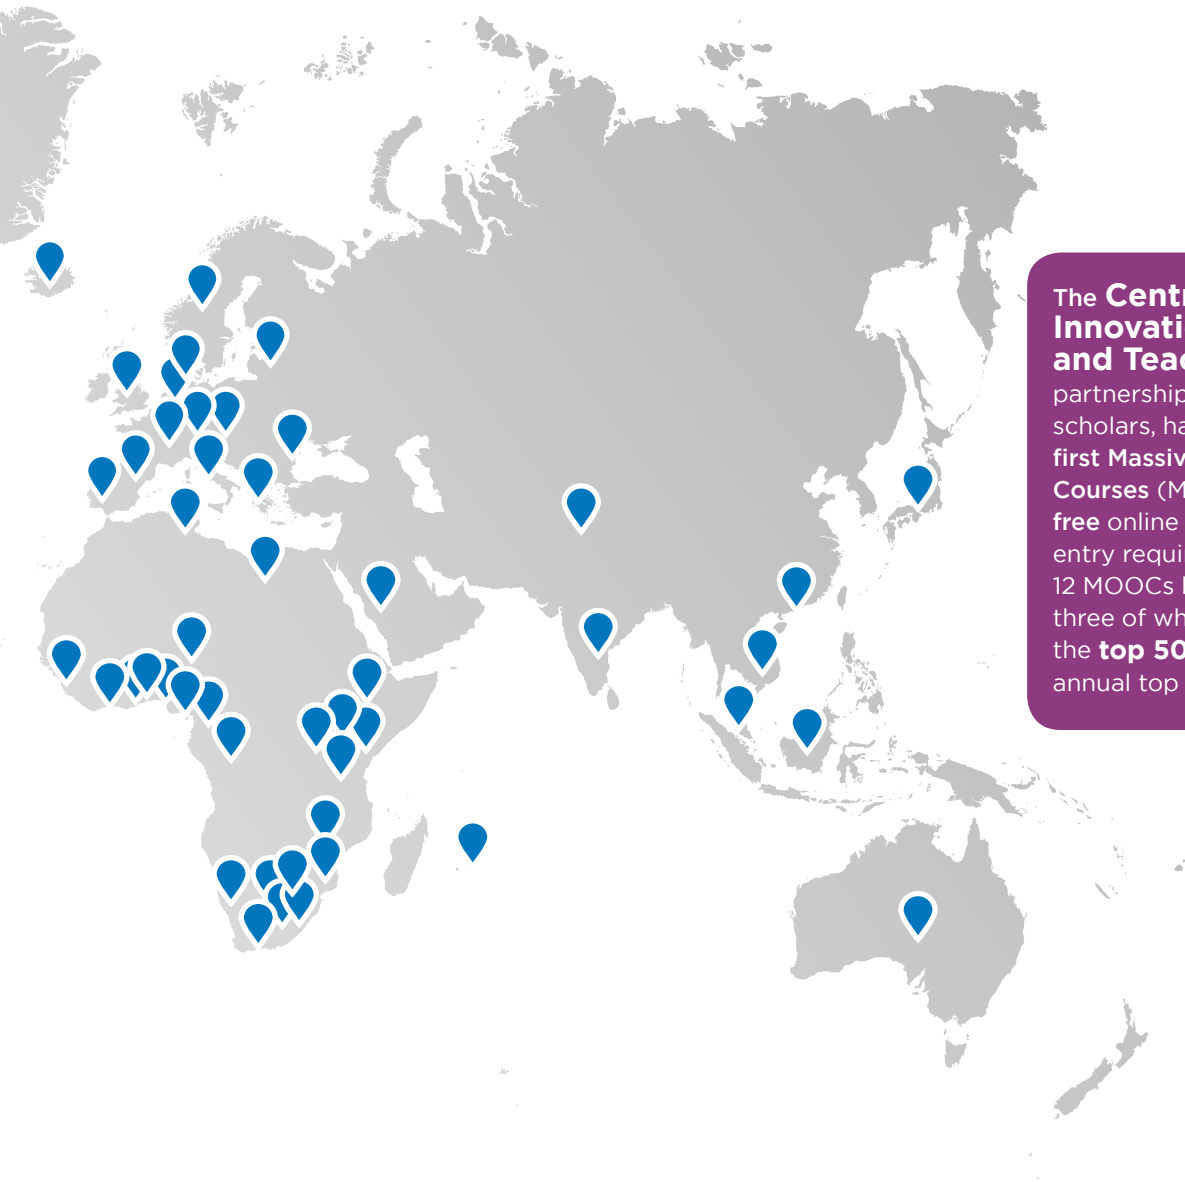 The Centr
Innovati
and Teac
partnership
scholars, ha
first Massiv
Courses (M
free online
entry requi
12 MOOCs
three of wh
the top 50
annual top